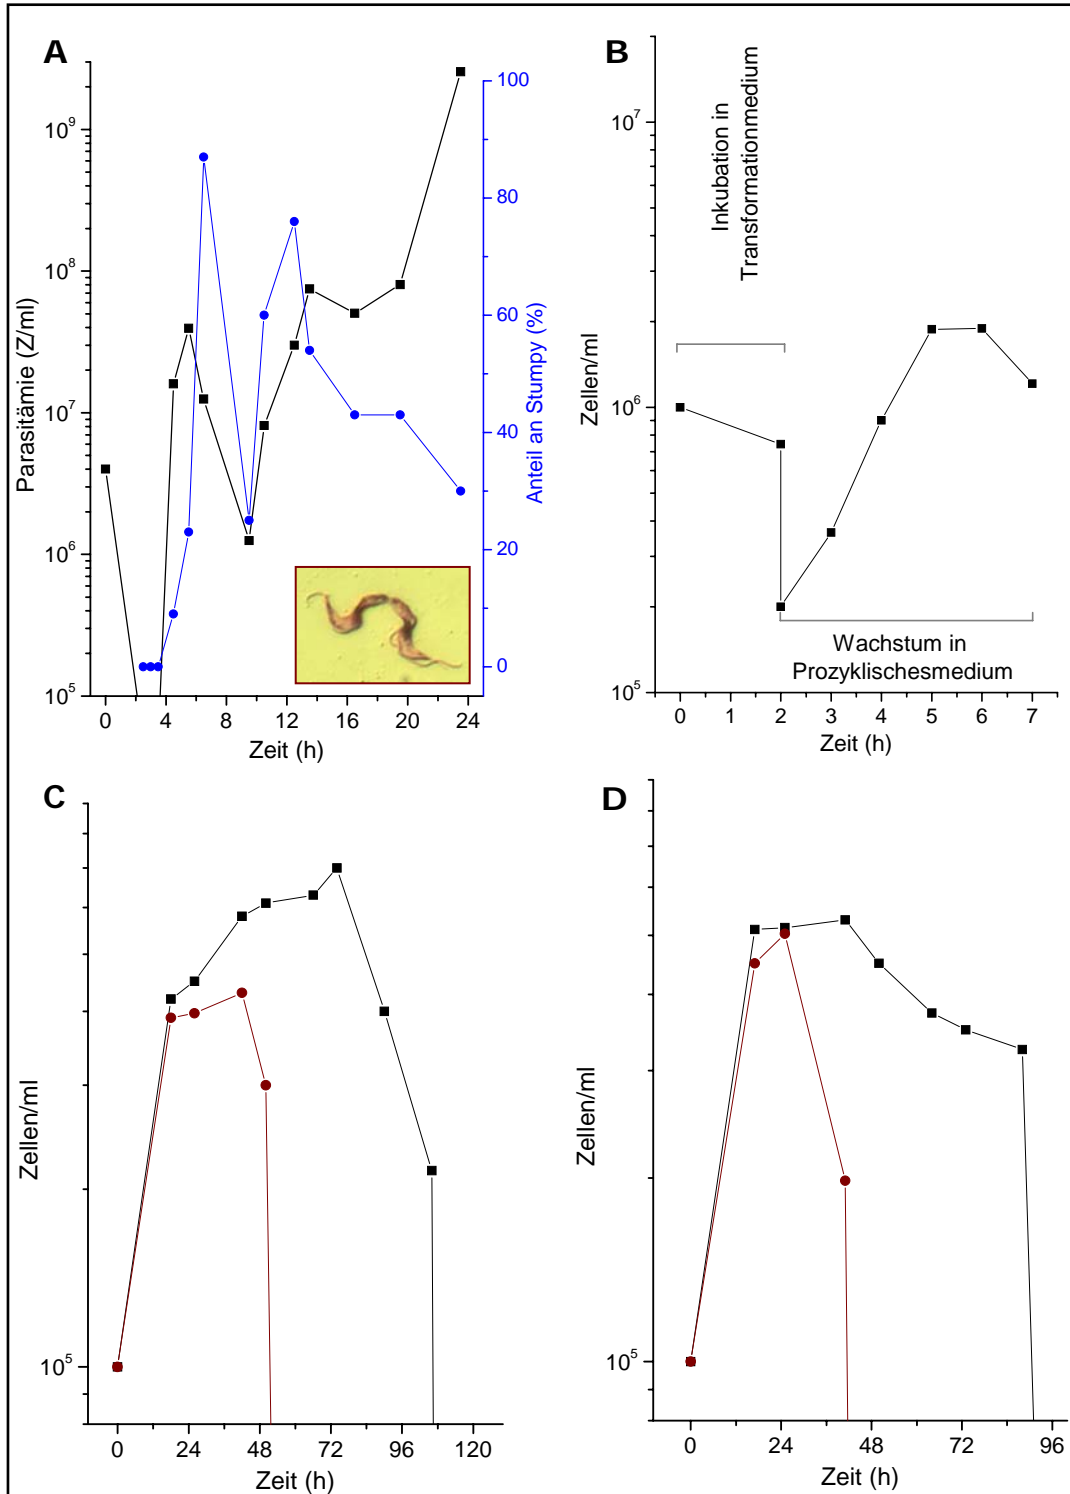 A
Parasitämie (Z/ml)
10⁹
10⁸
10⁷
10⁶
10⁵
100
80
60
40
20
0
Anteil an Stumpy (%)
0 4 8 12 16 20 24
Zeit (h)
B
Inkubation in
Transformationmedium
Zellen/ml
10⁷
10⁶
10⁵
Wachstum in
Prozyklischesmedium
0 1 2 3 4 5 6 7
Zeit (h)
C
Zellen/ml
10⁵
0 24 48 72 96 120
Zeit (h)
D
Zellen/ml
10⁵
0 24 48 72 96
Zeit (h)